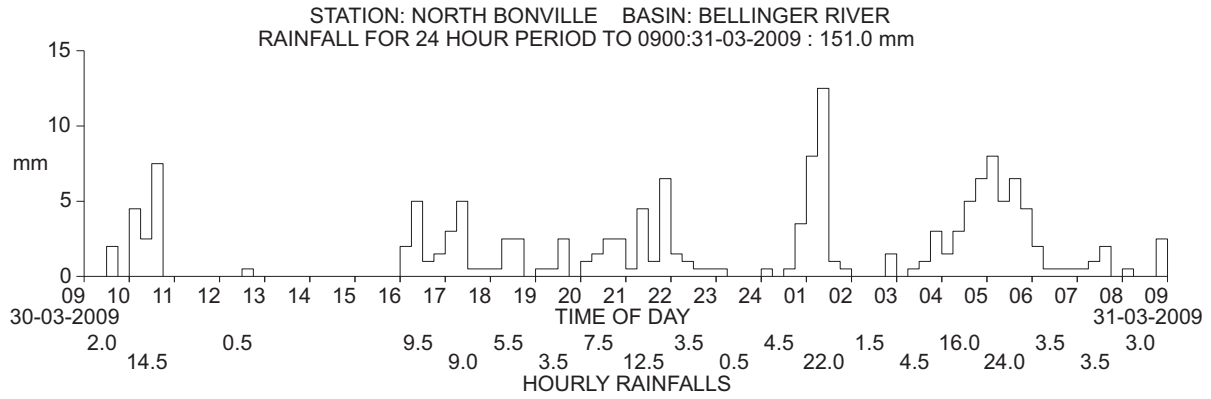 STATION: NORTH BONVILLE BASIN: BELLINGER RIVER
RAINFALL FOR 24 HOUR PERIOD TO 0900:31-03-2009 : 151.0 mm
15
10
mm
5
0
09 10 11 12 13 14 15 16 17 18 19 20 21 22 23 24 01 02 03 04 05 06 07 08 09
30-03-2009 TIME OF DAY 31-03-2009
2.0 0.5 9.5 5.5 7.5 3.5 4.5 1.5 16.0 3.5 3.0
14.5 9.0 3.5 12.5 0.5 22.0 4.5 24.0 3.5
HOURLY RAINFALLS